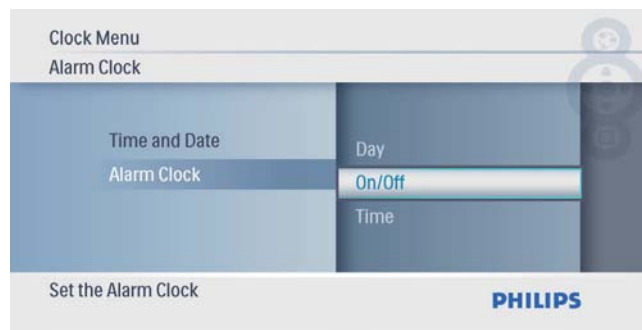 Clock Menu
Alarm Clock
Time and Date
Alarm Clock
Day
On/Off
Time
Set the Alarm Clock
PHILIPS